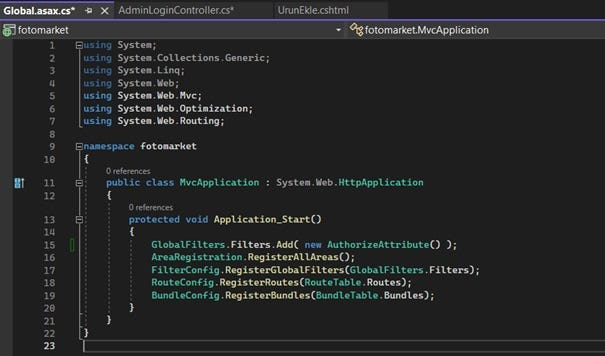 Global.asax.cs*
AdminLoginController.cs*
UrunEkle.cshtml
fotomarket
fotomarket.MvcApplication
1 using System;
2 using System.Collections.Generic;
3 using System.Linq;
4 using System.Web;
5 using System.Web.Mvc;
6 using System.Web.Optimization;
7 using System.Web.Routing;
8
9 namespace fotomarket
10 {
0 references
11 public class MvcApplication : System.Web.HttpApplication
12 {
0 references
13 protected void Application_Start()
14 {
15 GlobalFilters.Filters.Add( new AuthorizeAttribute() );
16 AreaRegistration.RegisterAllAreas();
17 FilterConfig.RegisterGlobalFilters(GlobalFilters.Filters);
18 RouteConfig.RegisterRoutes(RouteTable.Routes);
19 BundleConfig.RegisterBundles(BundleTable.Bundles);
20 }
21 }
22 }
23